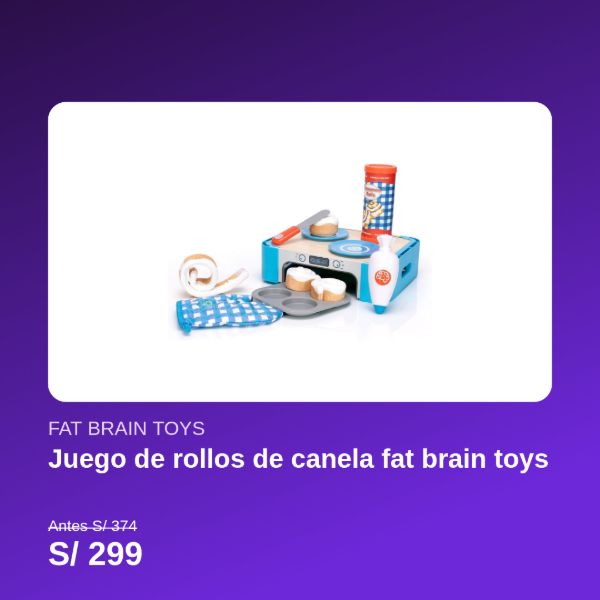 FAT BRAIN TOYS
Juego de rollos de canela fat brain toys
Antes S/ 374
S/ 299